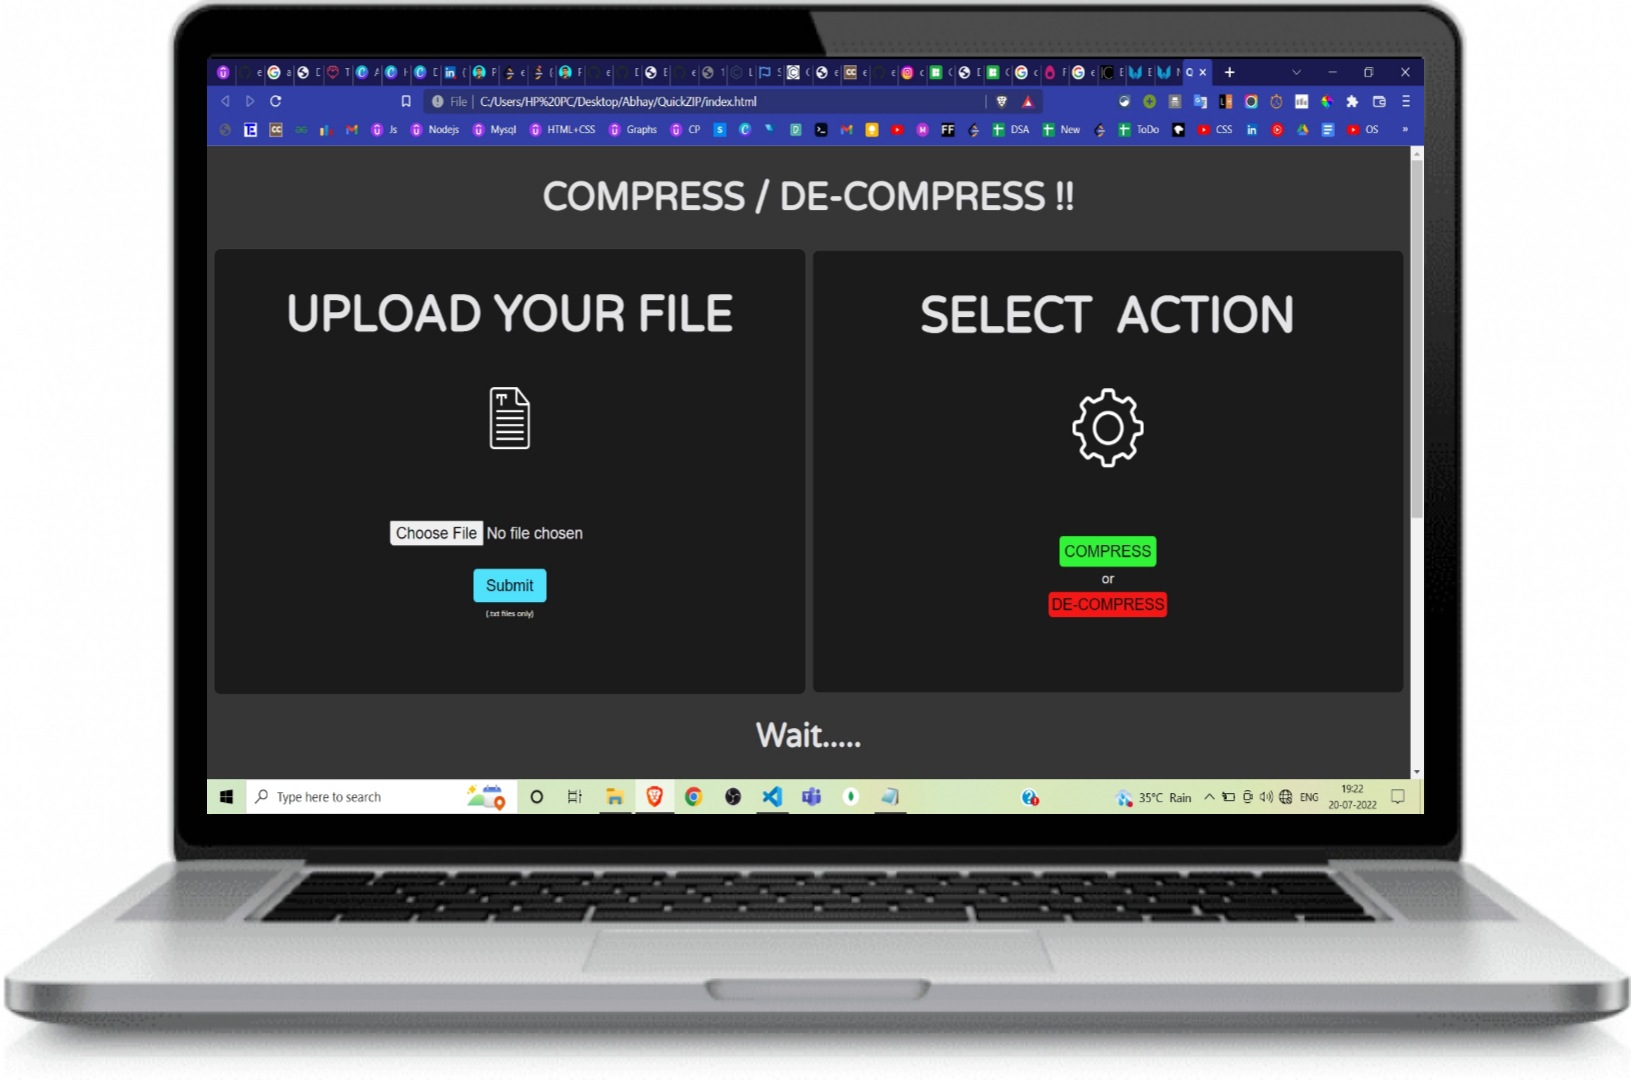 File | C:/Users/HP%20PC/Desktop/Abhay/QuickZIP/index.html
Js Nodejs Mysql HTML+CSS Graphs CP FF DSA New ToDo CSS OS »
COMPRESS / DE-COMPRESS !!
UPLOAD YOUR FILE
Choose File No file chosen
Submit
(.txt files only)
SELECT ACTION
COMPRESS
or
DE-COMPRESS
Wait.....
Type here to search
35°C Rain
ENG
19:22
20-07-2022